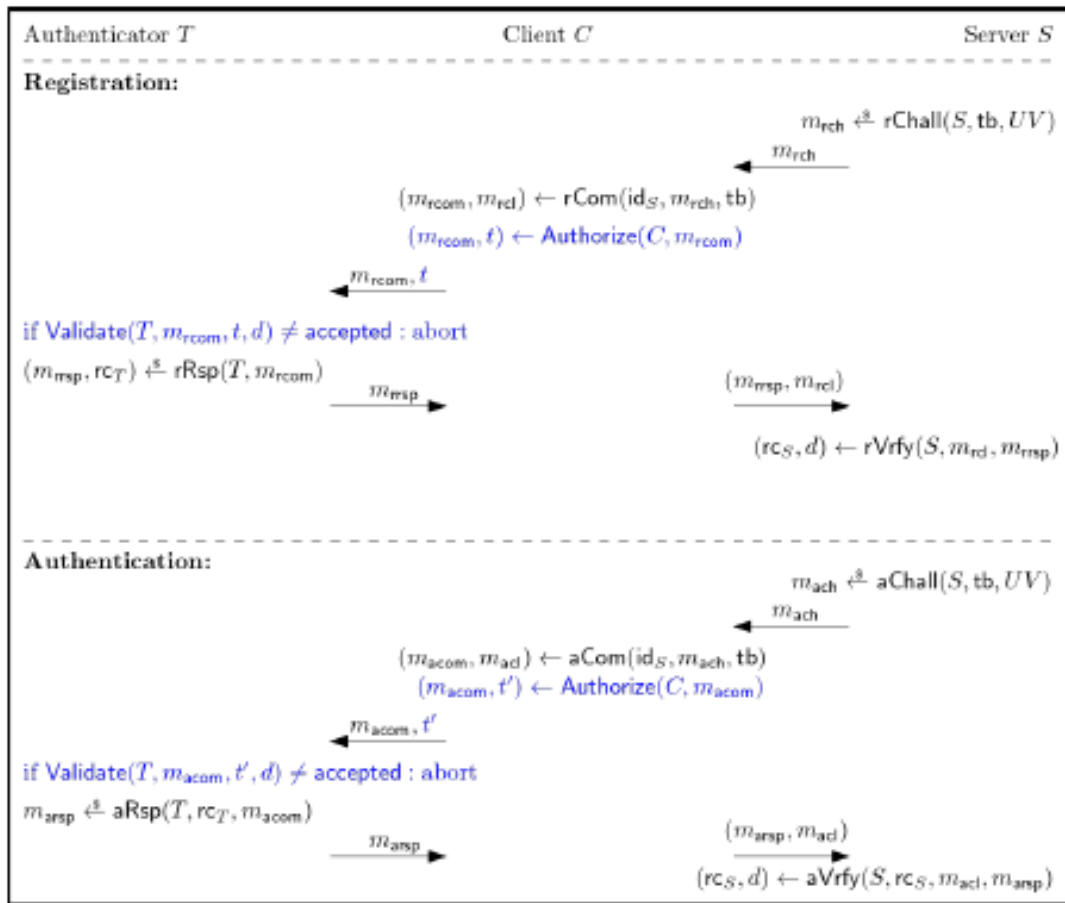 Authenticator T Client C Server S
Registration:
m_rch ←$ rChall(S, tb, UV)
m_rch
(m_rcom, m_rcl) ← rCom(id_S, m_rch, tb)
(m_rcom, t) ← Authorize(C, m_rcom)
m_rcom, t
if Validate(T, m_rcom, t, d) ≠ accepted : abort
(m_rrsp, rc_T) ←$ rRsp(T, m_rcom)
m_rrsp (m_rrsp, m_rcl)
(rc_S, d) ← rVrfy(S, m_rcl, m_rrsp)
Authentication:
m_ach ←$ aChall(S, tb, UV)
m_ach
(m_acom, m_acl) ← aCom(id_S, m_ach, tb)
(m_acom, t′) ← Authorize(C, m_acom)
m_acom, t′
if Validate(T, m_acom, t′, d) ≠ accepted : abort
m_arsp ←$ aRsp(T, rc_T, m_acom)
m_arsp (m_arsp, m_acl)
(rc_S, d) ← aVrfy(S, rc_S, m_acl, m_arsp)